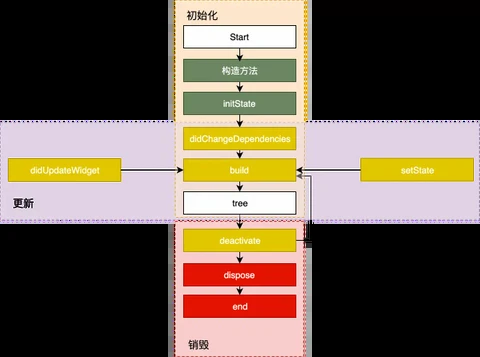 初始化
Start
构造方法
initState
didChangeDependencies
didUpdateWidget
build
setState
更新
tree
deactivate
dispose
end
销毁